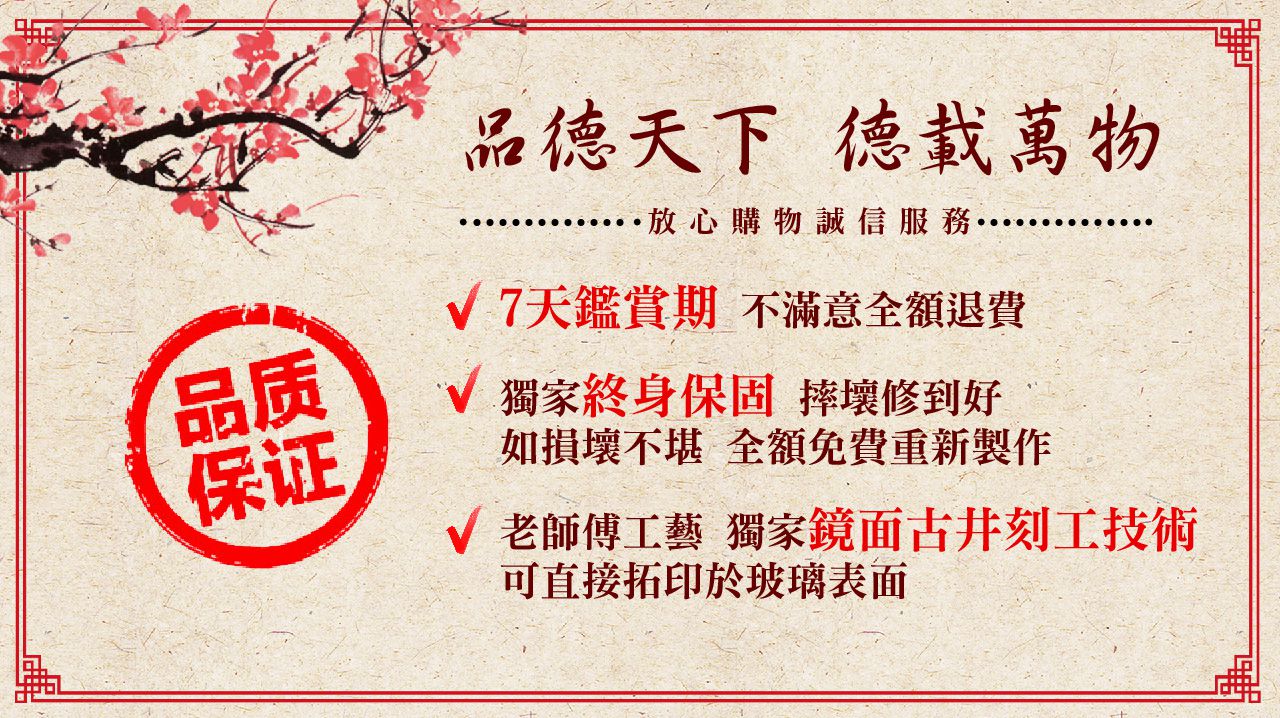 品德天下 德載萬物
放心購物誠信服務
7天鑑賞期 不滿意全額退費
獨家終身保固 摔壞修到好
如損壞不堪 全額免費重新製作
老師傅工藝 獨家鏡面古井刻工技術
可直接拓印於玻璃表面
品质
保证